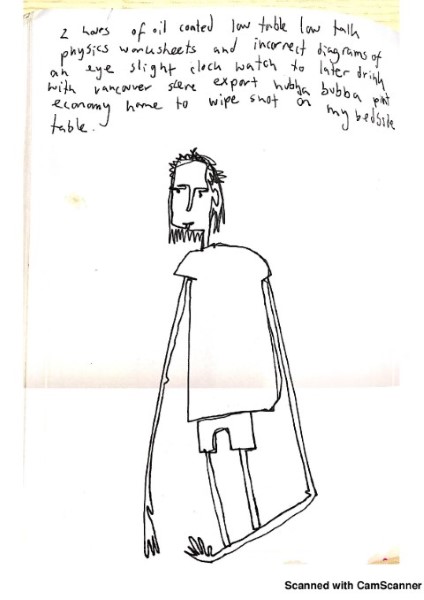 2 hours of oil coated low table low talk
physics worksheets and incorrect diagrams of
an eye slight clock watch to later drink
with vancouver steve export hubba bubba pint
economy home to wipe snot on my bedside
table.
Scanned with CamScanner